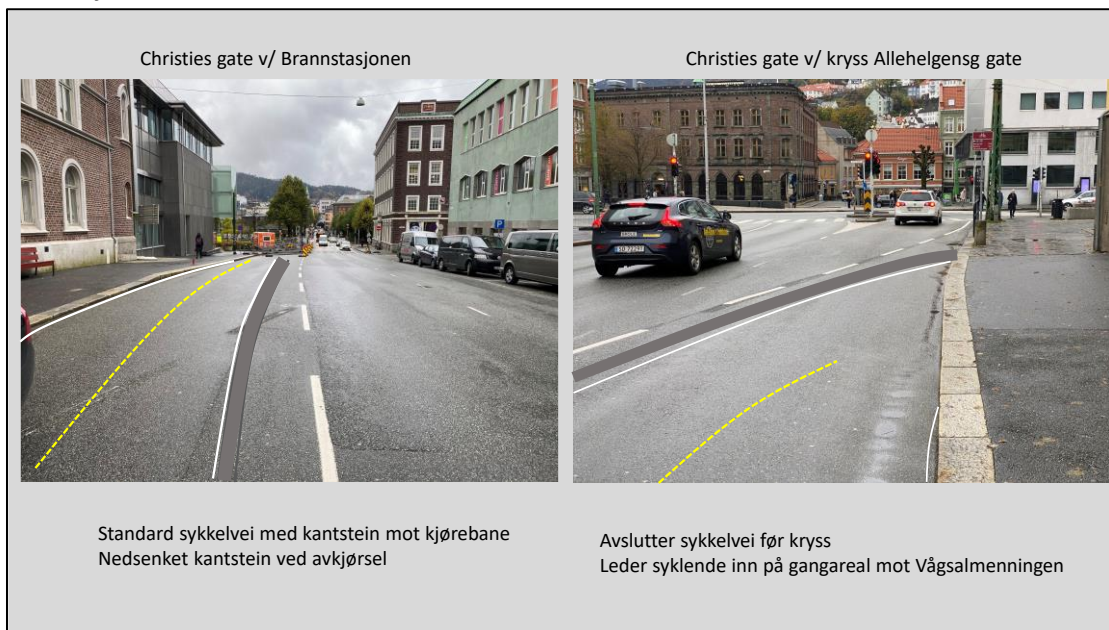 Christies gate v/ Brannstasjonen
Christies gate v/ kryss Allehelgensg gate
Standard sykkelvei med kantstein mot kjørebane
Nedsenket kantstein ved avkjørsel
Avslutter sykkelvei før kryss
Leder syklende inn på gangareal mot Vågsalmenningen